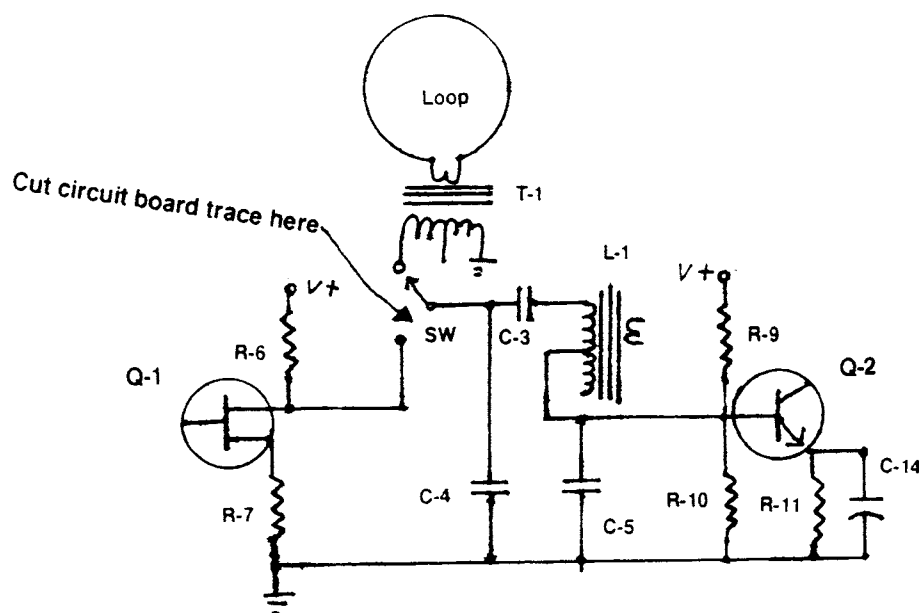 Loop
T-1
Cut circuit board trace here
L-1
V+
V+
SW
C-3
R-6
R-9
Q-1
Q-2
C-4
C-14
R-7
R-10
R-11
C-5